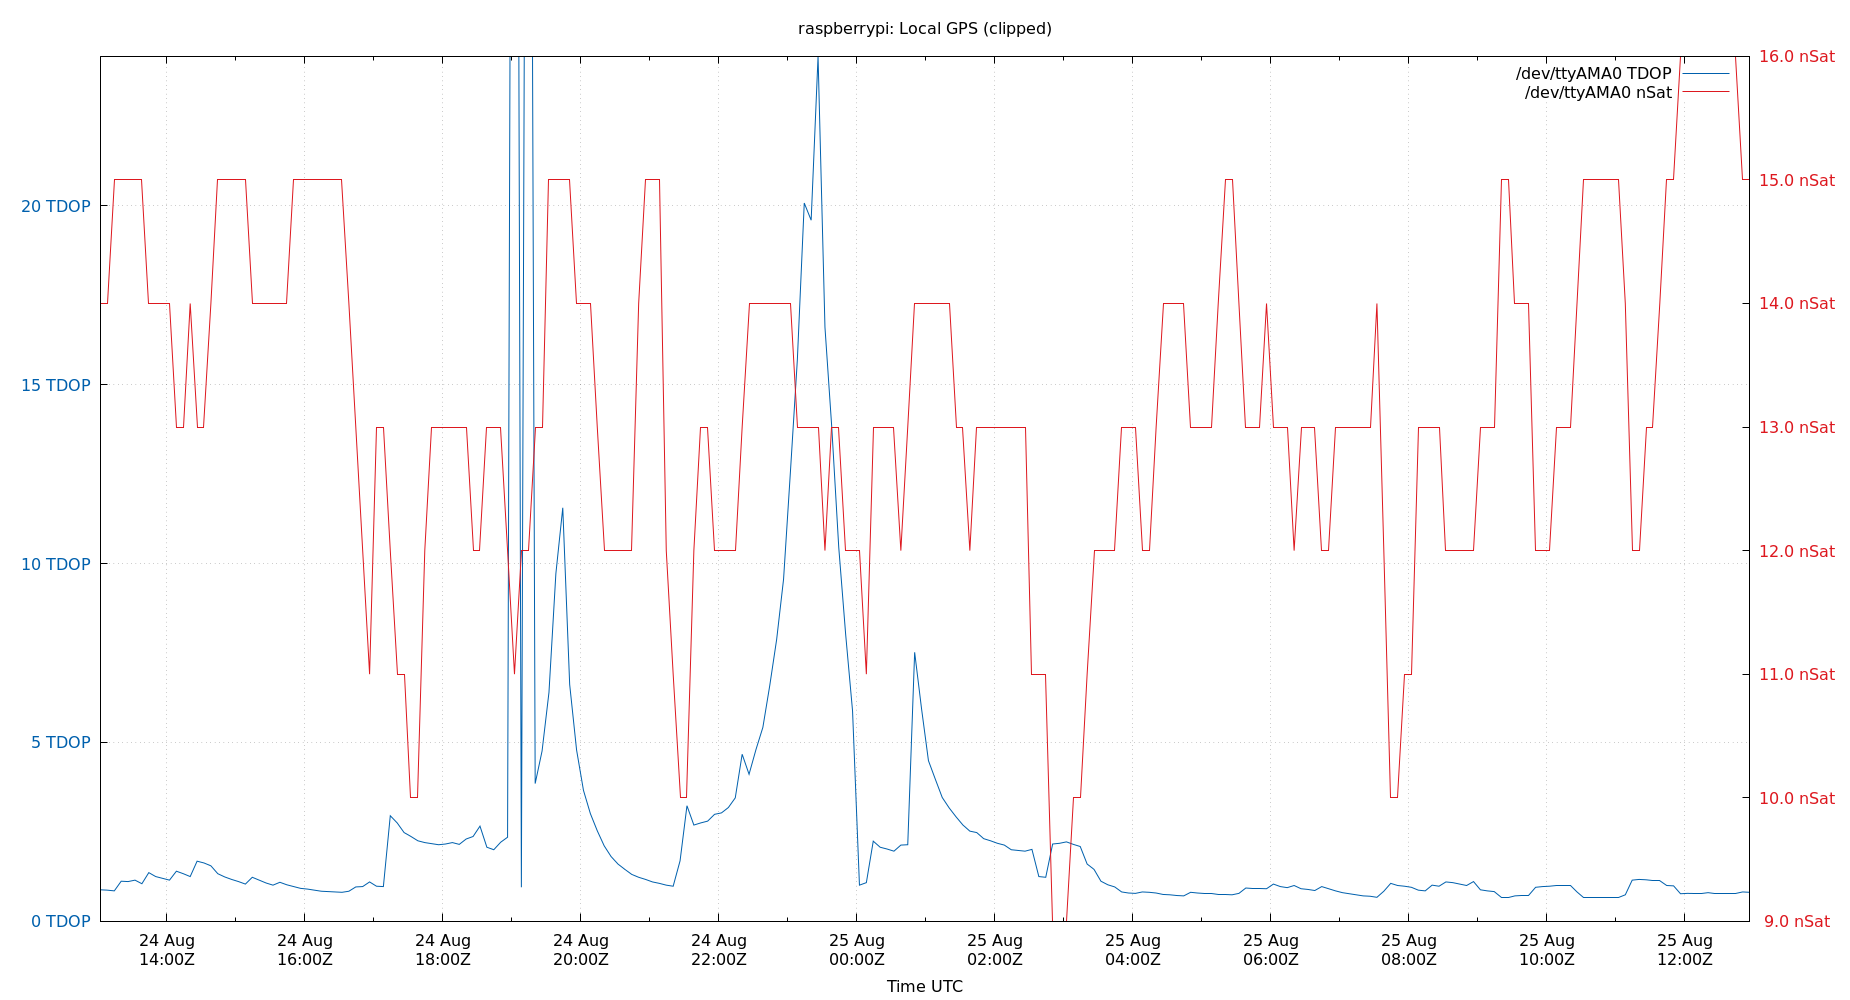 raspberrypi: Local GPS (clipped)
/dev/ttyAMA0 TDOP
/dev/ttyAMA0 nSat
20 TDOP
15 TDOP
10 TDOP
5 TDOP
0 TDOP
16.0 nSat
15.0 nSat
14.0 nSat
13.0 nSat
12.0 nSat
11.0 nSat
10.0 nSat
9.0 nSat
24 Aug 24 Aug 24 Aug 24 Aug 24 Aug 25 Aug 25 Aug 25 Aug 25 Aug 25 Aug 25 Aug 25 Aug
14:00Z 16:00Z 18:00Z 20:00Z 22:00Z 00:00Z 02:00Z 04:00Z 06:00Z 08:00Z 10:00Z 12:00Z
Time UTC